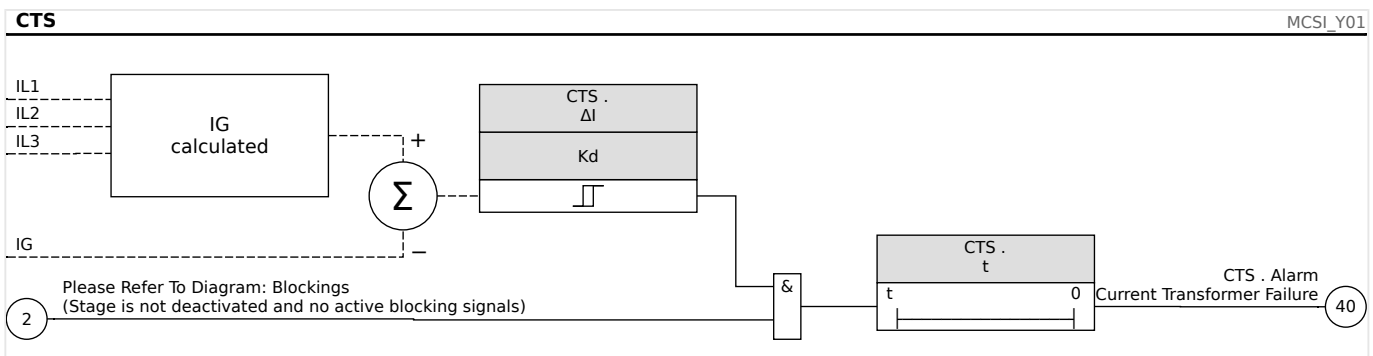 CTS
MCSI_Y01
IL1
IL2
IL3
IG
calculated
+
Σ
−
CTS .
ΔI
Kd
IG
Please Refer To Diagram: Blockings
(Stage is not deactivated and no active blocking signals)
2
&
CTS .
t
t
0
CTS . Alarm
Current Transformer Failure
40